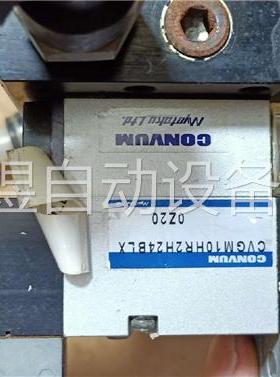 CONVUM
Myotoku Ltd.
CONVUM
CVGM10HR2H24BLX
0Z20
昱自动设备